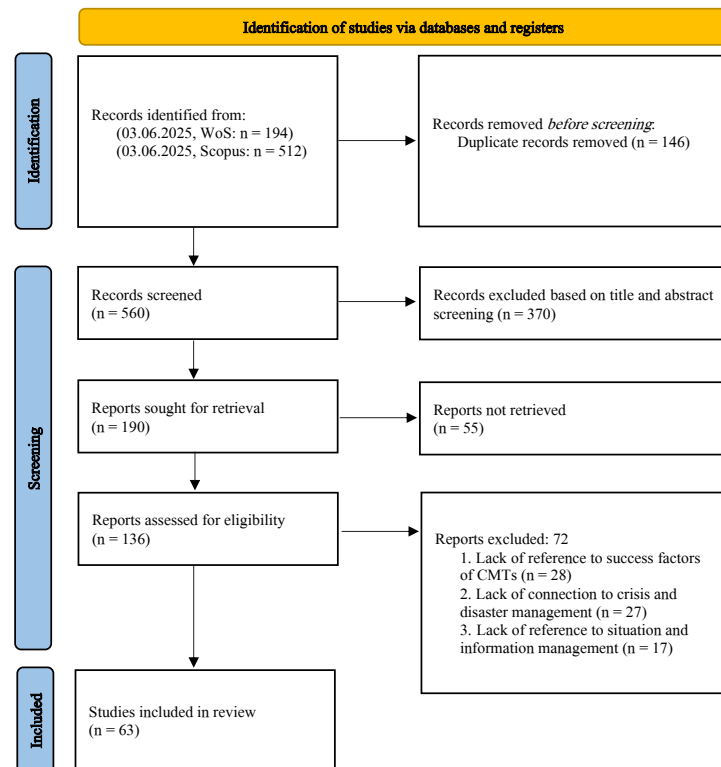 Identification of studies via databases and registers
Identification
Records identified from:
(03.06.2025, WoS: n = 194)
(03.06.2025, Scopus: n = 512)
Records removed before screening:
Duplicate records removed (n = 146)
Screening
Records screened
(n = 560)
Records excluded based on title and abstract
screening (n = 370)
Reports sought for retrieval
(n = 190)
Reports not retrieved
(n = 55)
Reports assessed for eligibility
(n = 136)
Reports excluded: 72
1. Lack of reference to success factors
of CMTs (n = 28)
2. Lack of connection to crisis and
disaster management (n = 27)
3. Lack of reference to situation and
information management (n = 17)
Included
Studies included in review
(n = 63)